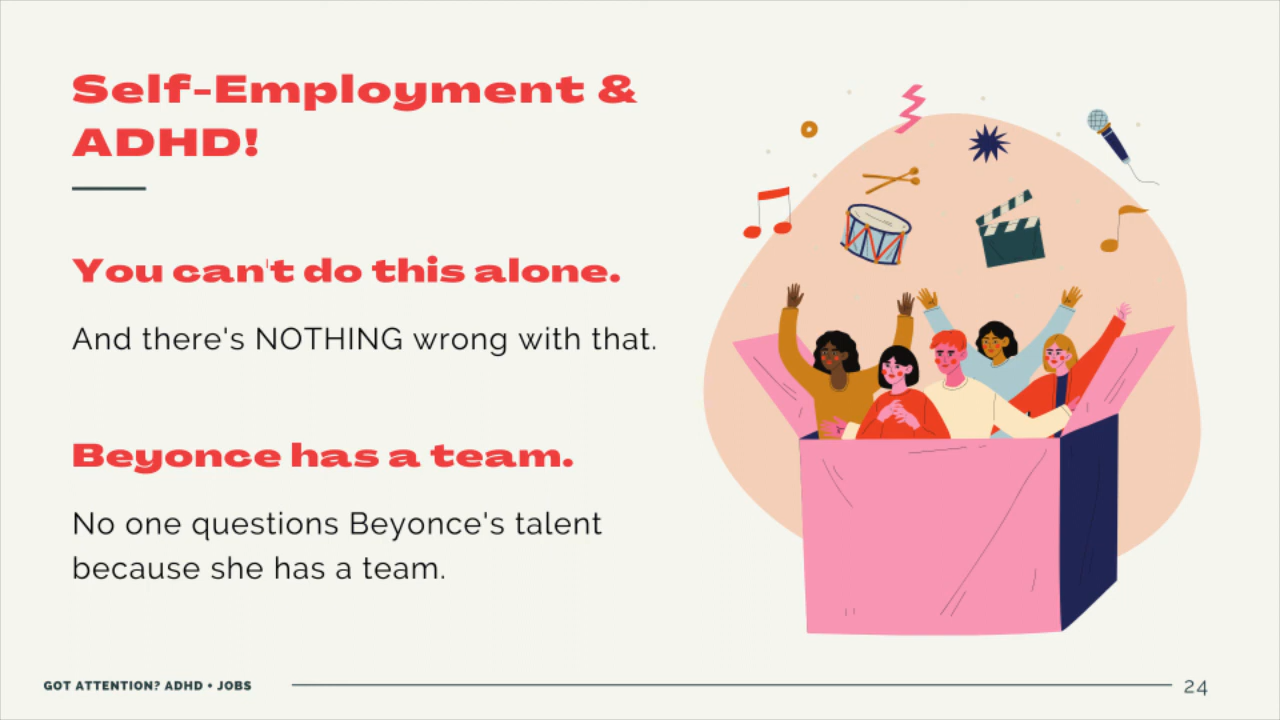 Self-Employment &
ADHD!
You can't do this alone.
And there's NOTHING wrong with that.
Beyonce has a team.
No one questions Beyonce's talent
because she has a team.
GOT ATTENTION? ADHD • JOBS
24